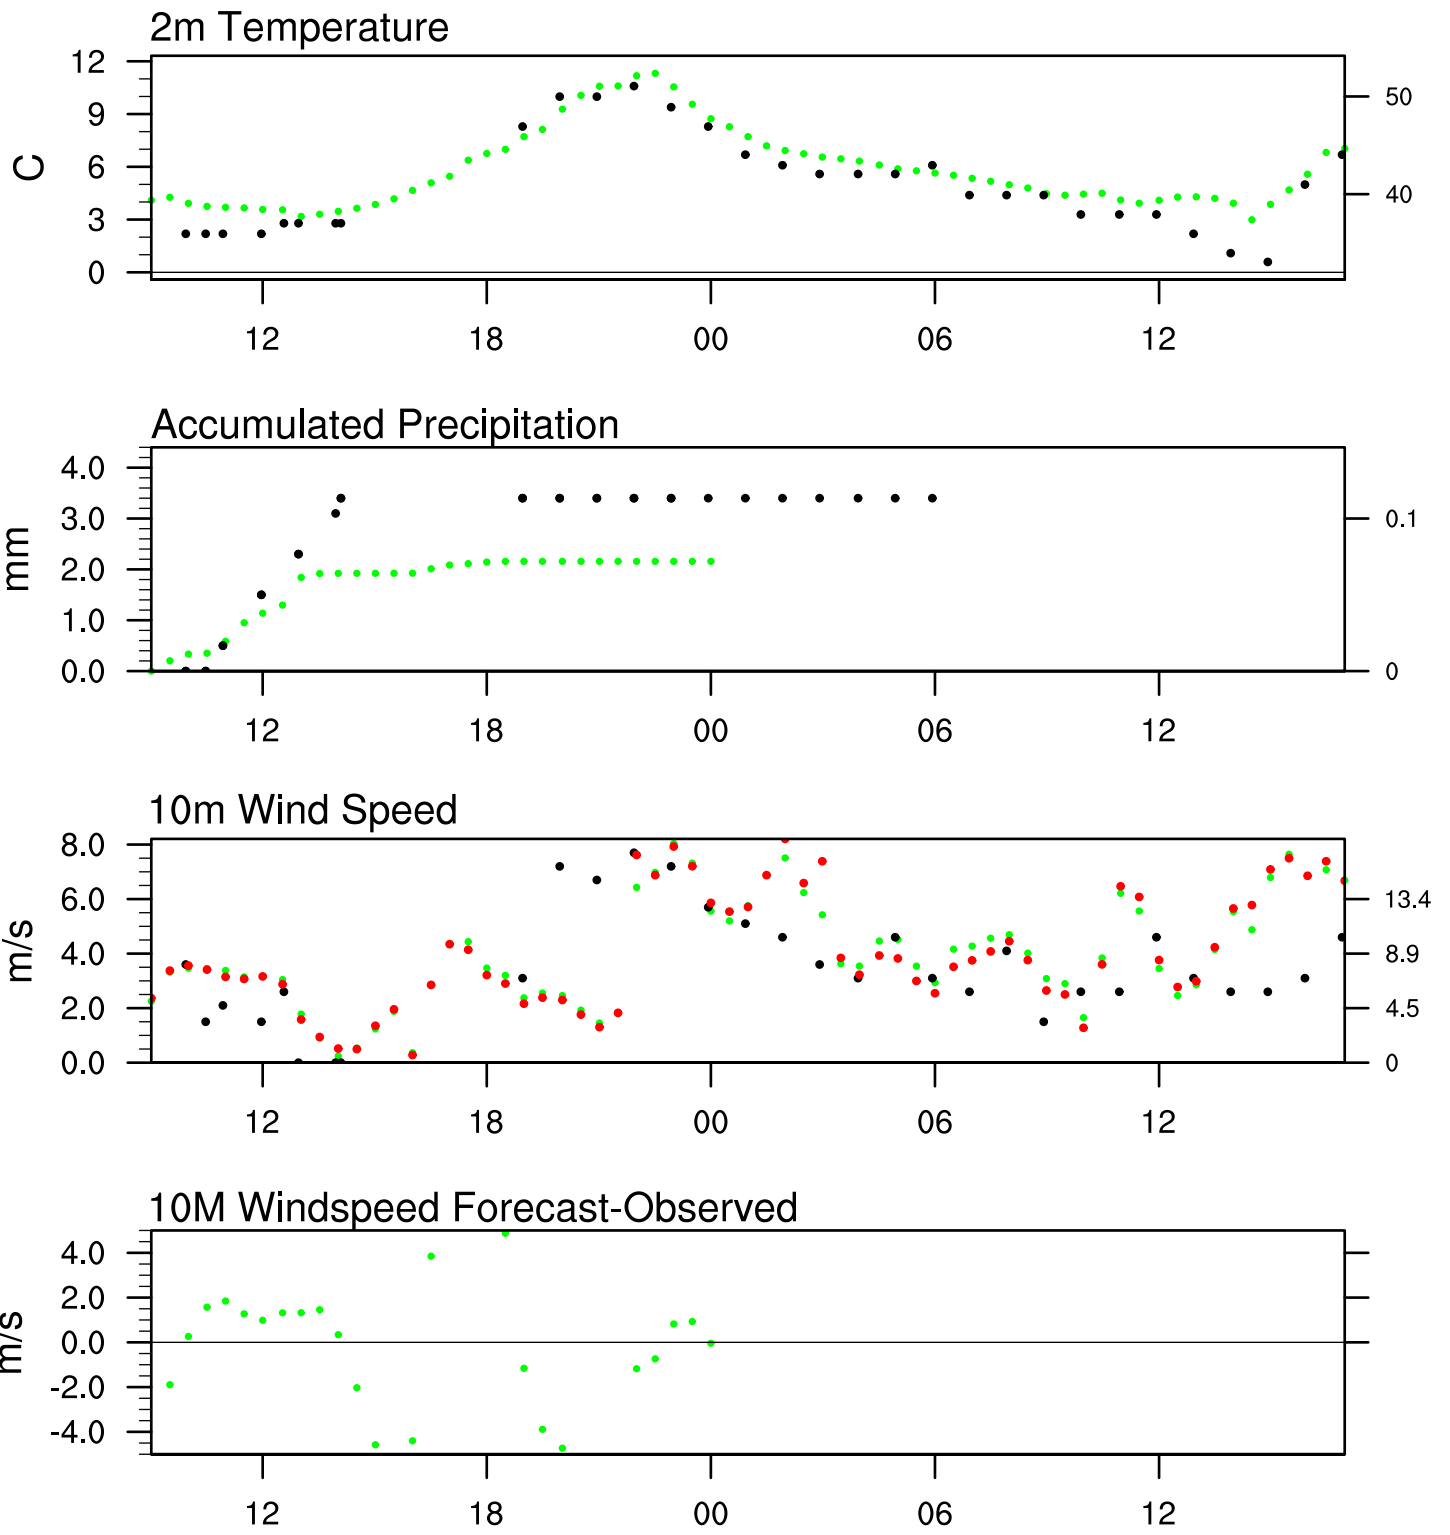 2m Temperature
12
9
6
3
0
C
50
40
12 18 00 06 12
Accumulated Precipitation
4.0
3.0
2.0
1.0
0.0
mm
0.1
0
12 18 00 06 12
10m Wind Speed
8.0
6.0
4.0
2.0
0.0
m/s
13.4
8.9
4.5
0
12 18 00 06 12
10M Windspeed Forecast-Observed
4.0
2.0
0.0
-2.0
-4.0
m/s
12 18 00 06 12